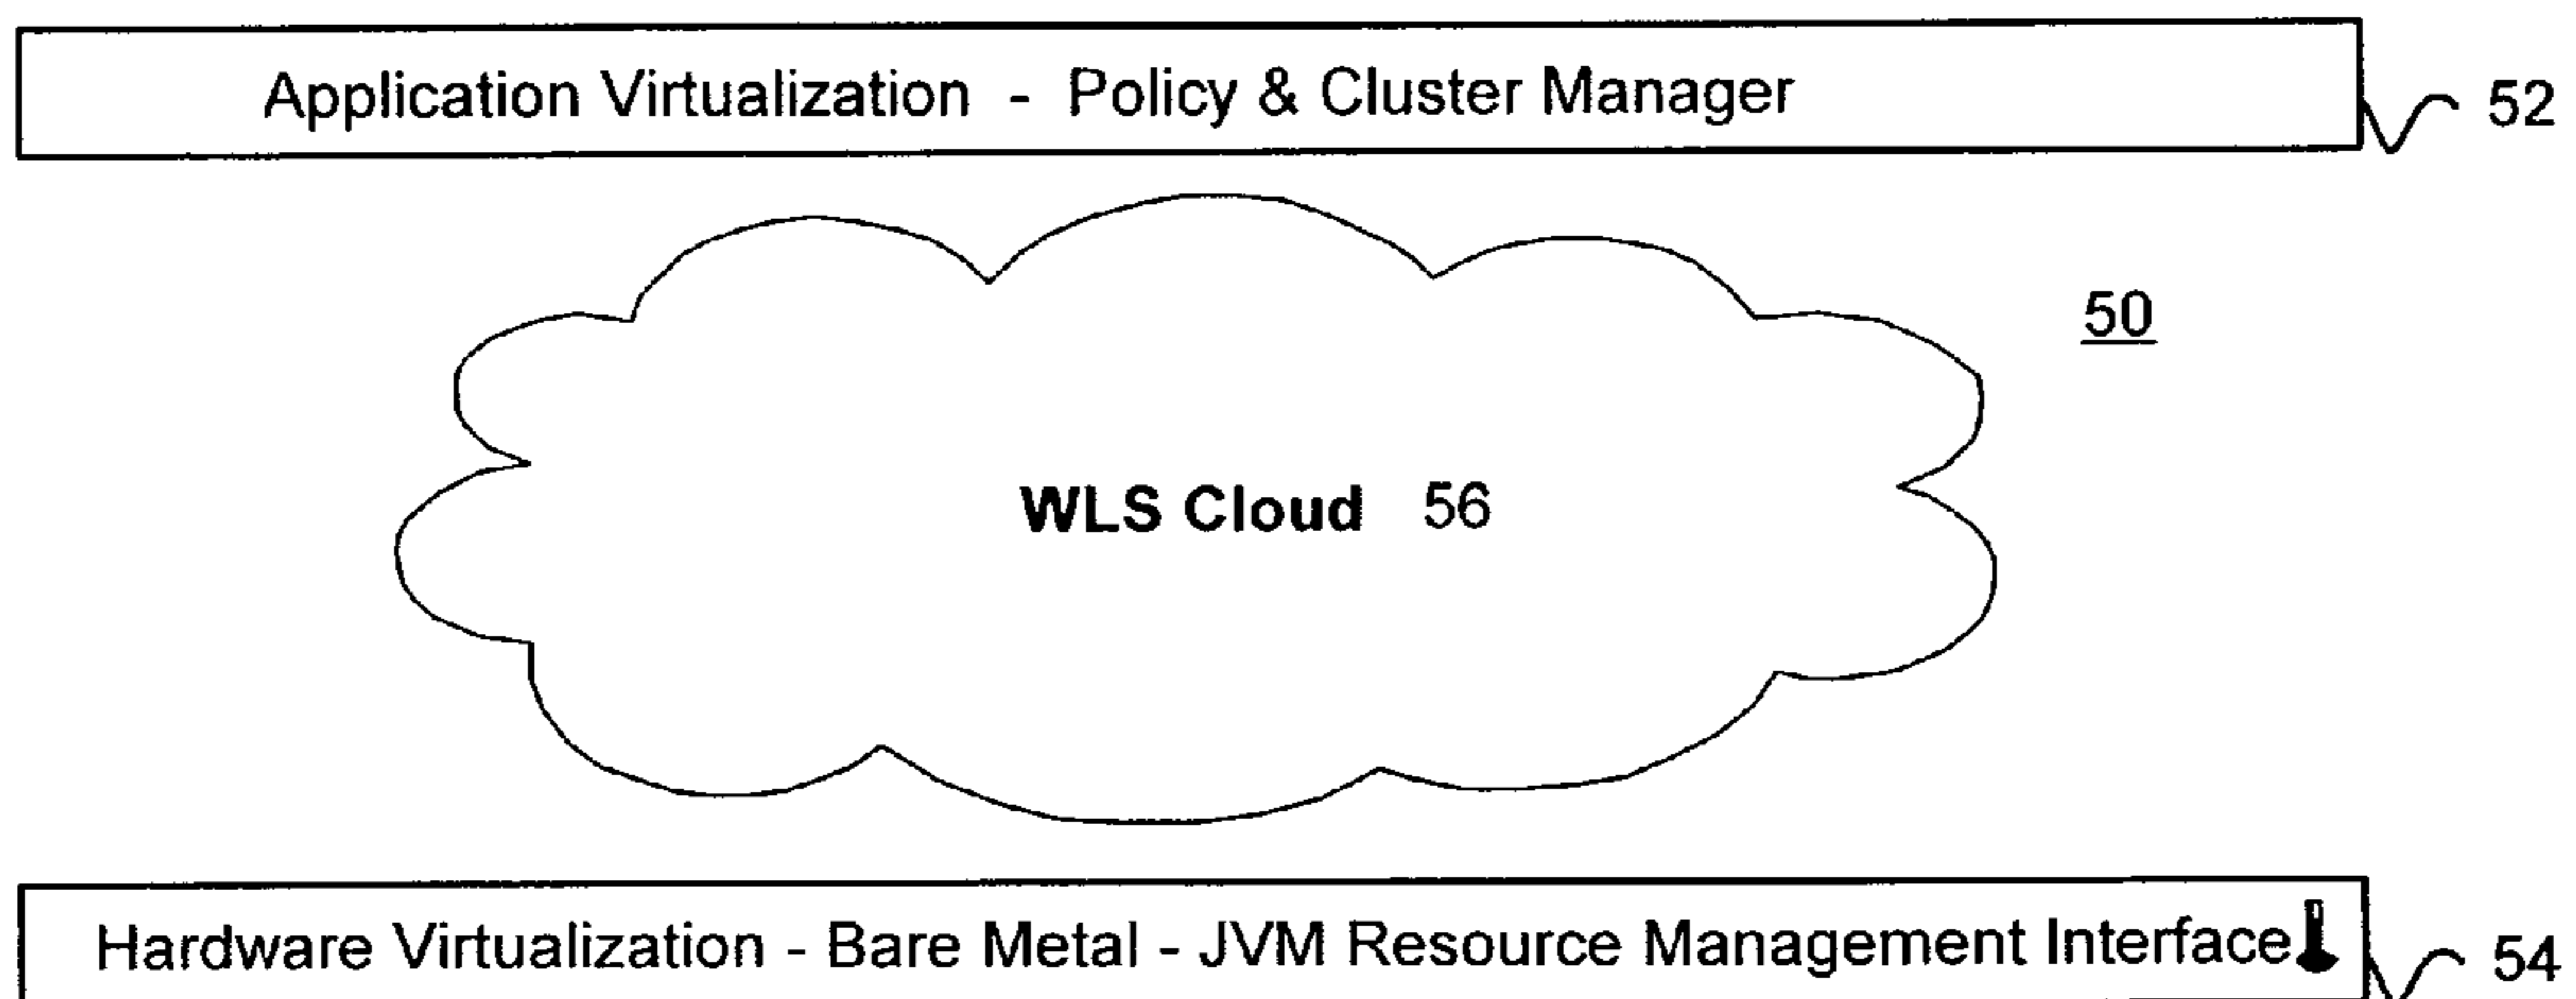 Application Virtualization - Policy & Cluster Manager
52
50
WLS Cloud 56
Hardware Virtualization - Bare Metal - JVM Resource Management Interface
54